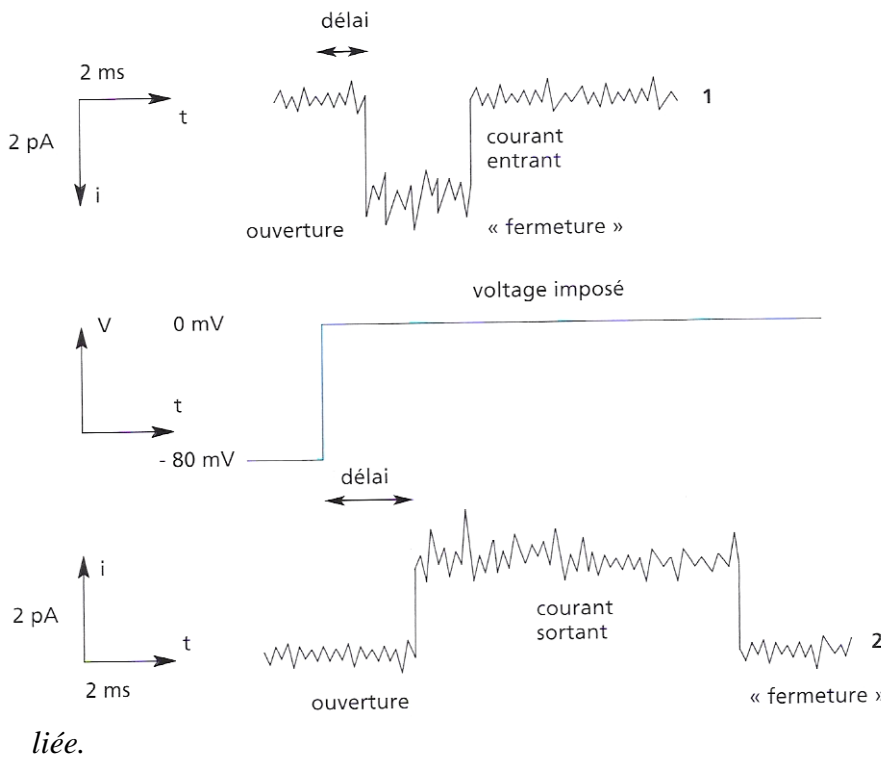 délai
2 ms
t
1
2 pA
courant
entrant
i
ouverture
« fermeture »
voltage imposé
V
0 mV
t
- 80 mV
délai
i
2 pA
courant
sortant
t
2
2 ms
ouverture
« fermeture »
liée.